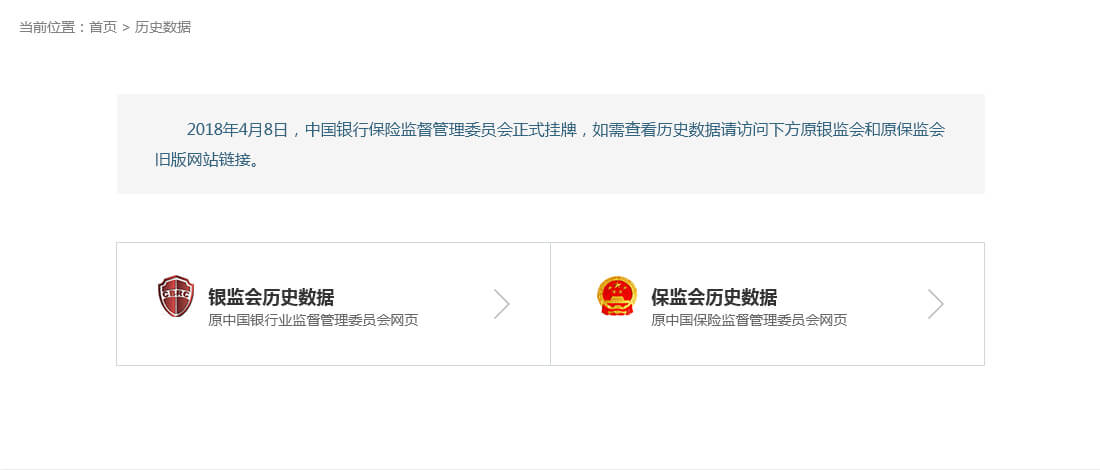 当前位置：首页 > 历史数据
2018年4月8日，中国银行保险监督管理委员会正式挂牌，如需查看历史数据请访问下方原银监会和原保监会
旧版网站链接。
CBRC
银监会历史数据
原中国银行业监督管理委员会网页
保监会历史数据
原中国保险监督管理委员会网页